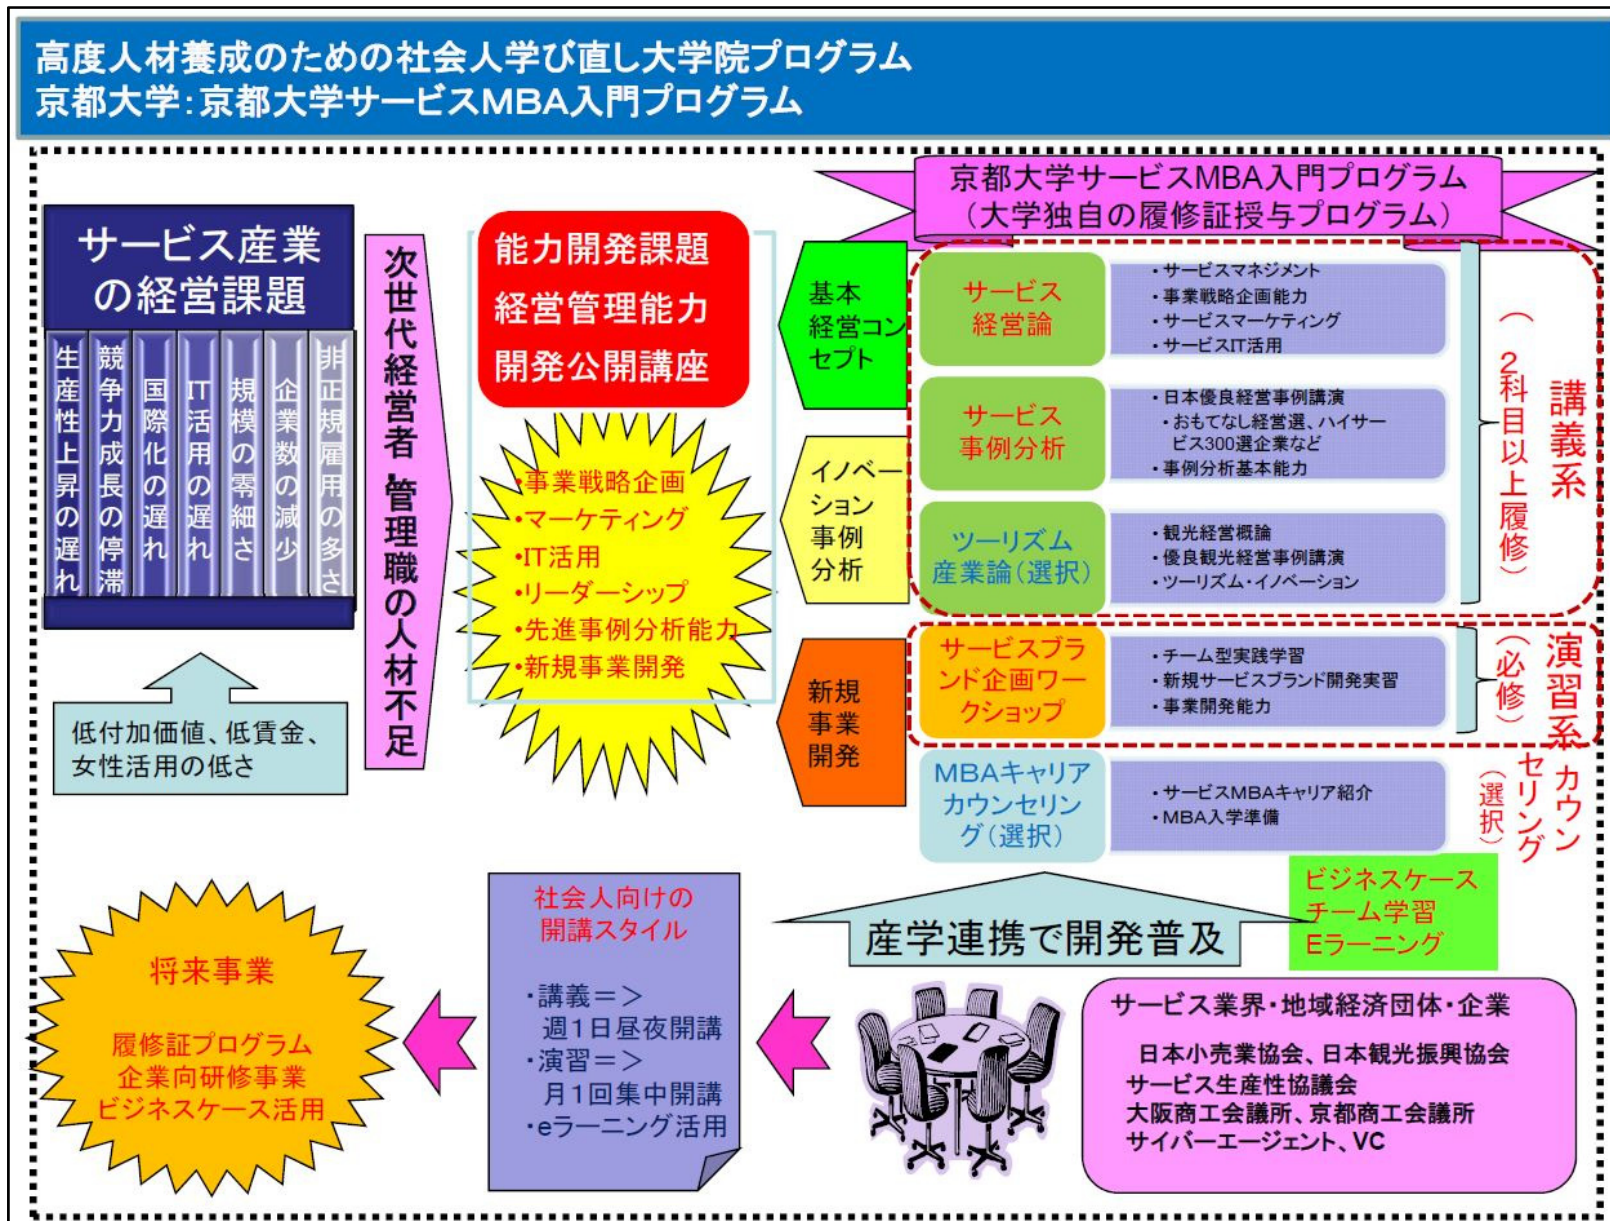 高度人材養成のための社会人学び直し大学院プログラム
京都大学：京都大学サービスMBA入門プログラム
サービス産業
の経営課題
生産性上昇の遅れ
競争力成長の停滞
国際化の遅れ
IT活用の遅れ
規模の零細さ
企業数の減少
非正規雇用の多さ
低付加価値、低賃金、
女性活用の低さ
次世代経営者・管理職の人材不足
能力開発課題
経営管理能力
開発公開講座
•事業戦略企画
•マーケティング
•IT活用
•リーダーシップ
•先進事例分析能力
•新規事業開発
基本
経営コン
セプト
イノベー
ション
事例
分析
新規
事業
開発
京都大学サービスMBA入門プログラム
（大学独自の履修証授与プログラム）
サービス
経営論
・サービスマネジメント
・事業戦略企画能力
・サービスマーケティング
・サービスIT活用
サービス
事例分析
・日本優良経営事例講演
・おもてなし経営選、ハイサー
ビス300選企業など
・事例分析基本能力
ツーリズム
産業論（選択）
・観光経営概論
・優良観光経営事例講演
・ツーリズム・イノベーション
講義系
（２科目以上履修）
サービスブラ
ンド企画ワー
クショップ
・チーム型実践学習
・新規サービスブランド開発実習
・事業開発能力
演習系
（必修）
MBAキャリア
カウンセリン
グ（選択）
・サービスMBAキャリア紹介
・MBA入学準備
カウン
セリング
（選択）
産学連携で開発普及
ビジネスケース
チーム学習
Eラーニング
サービス業界・地域経済団体・企業
日本小売業協会、日本観光振興協会
サービス生産性協議会
大阪商工会議所、京都商工会議所
サイバーエージェント、VC
社会人向けの
開講スタイル
・講義＝＞
週１日昼夜開講
・演習＝＞
月１回集中開講
・eラーニング活用
将来事業
履修証プログラム
企業向研修事業
ビジネスケース活用